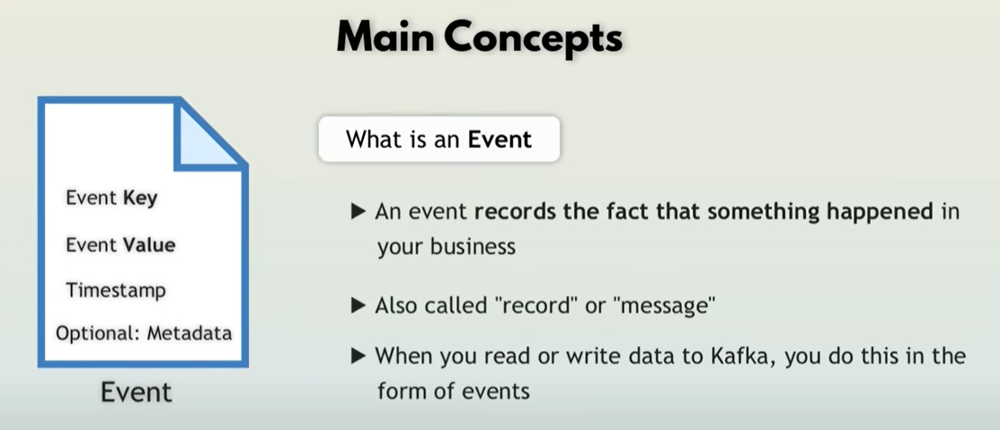 Main Concepts
What is an Event
Event Key
Event Value
Timestamp
Optional: Metadata
Event
▶ An event records the fact that something happened in
your business
▶ Also called "record" or "message"
▶ When you read or write data to Kafka, you do this in the
form of events